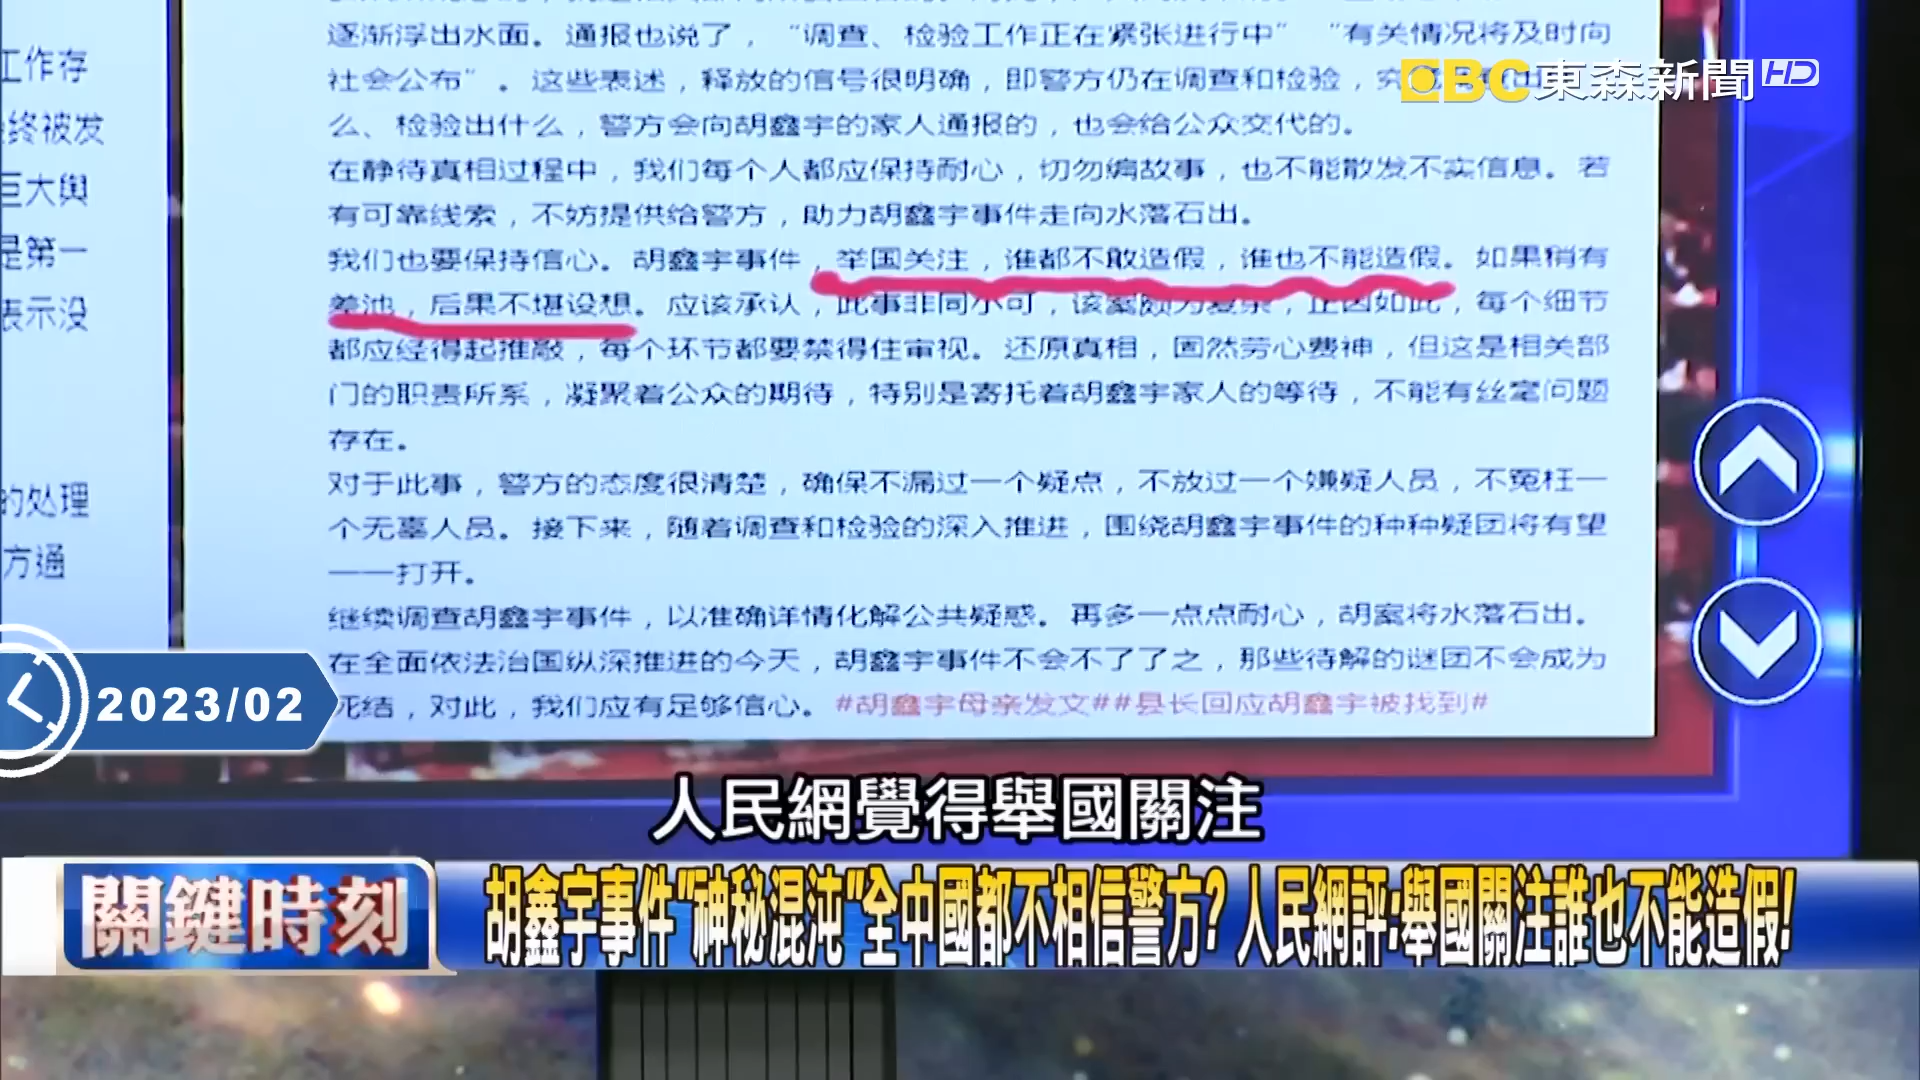 逐渐浮出水面。通报也说了，“调查、检验工作正在紧张进行中”“有关情况将及时向
社会公布”。这些表述，释放的信号很明确，即警方仍在调查和检验，究
么、检验出什么，警方会向胡鑫宇的家人通报的，也会给公众交代的。
在静待真相过程中，我们每个人都应保持耐心，切勿编故事，也不能散发不实信息。若
有可靠线索，不妨提供给警方，助力胡鑫宇事件走向水落石出。
我们也要保持信心。胡鑫宇事件，举国关注，谁都不敢造假，谁也不能造假。如果稍有
差池，后果不堪设想。应该承认，此事非同小可，该案颇为复杂，正因如此，每个细节
都应经得起推敲，每个环节都要禁得住审视。还原真相，固然劳心费神，但这是相关部
门的职责所系，凝聚着公众的期待，特别是寄托着胡鑫宇家人的等待，不能有丝毫问题
存在。
对于此事，警方的态度很清楚，确保不漏过一个疑点，不放过一个嫌疑人员，不冤枉一
个无辜人员。接下来，随着调查和检验的深入推进，围绕胡鑫宇事件的种种疑团将有望
一一打开。
继续调查胡鑫宇事件，以准确详情化解公共疑惑。再多一点点耐心，胡案将水落石出。
在全面依法治国纵深推进的今天，胡鑫宇事件不会不了了之，那些待解的谜团不会成为
死结，对此，我们应有足够信心。#胡鑫宇母亲发文##县长回应胡鑫宇被找到#
工作存
终被发
巨大舆
是第一
表示没
的处理
方通
EBC東森新聞HD
2023/02
人民網覺得舉國關注
關鍵時刻
胡鑫宇事件"神秘混沌"全中國都不相信警方? 人民網評:舉國關注誰也不能造假!